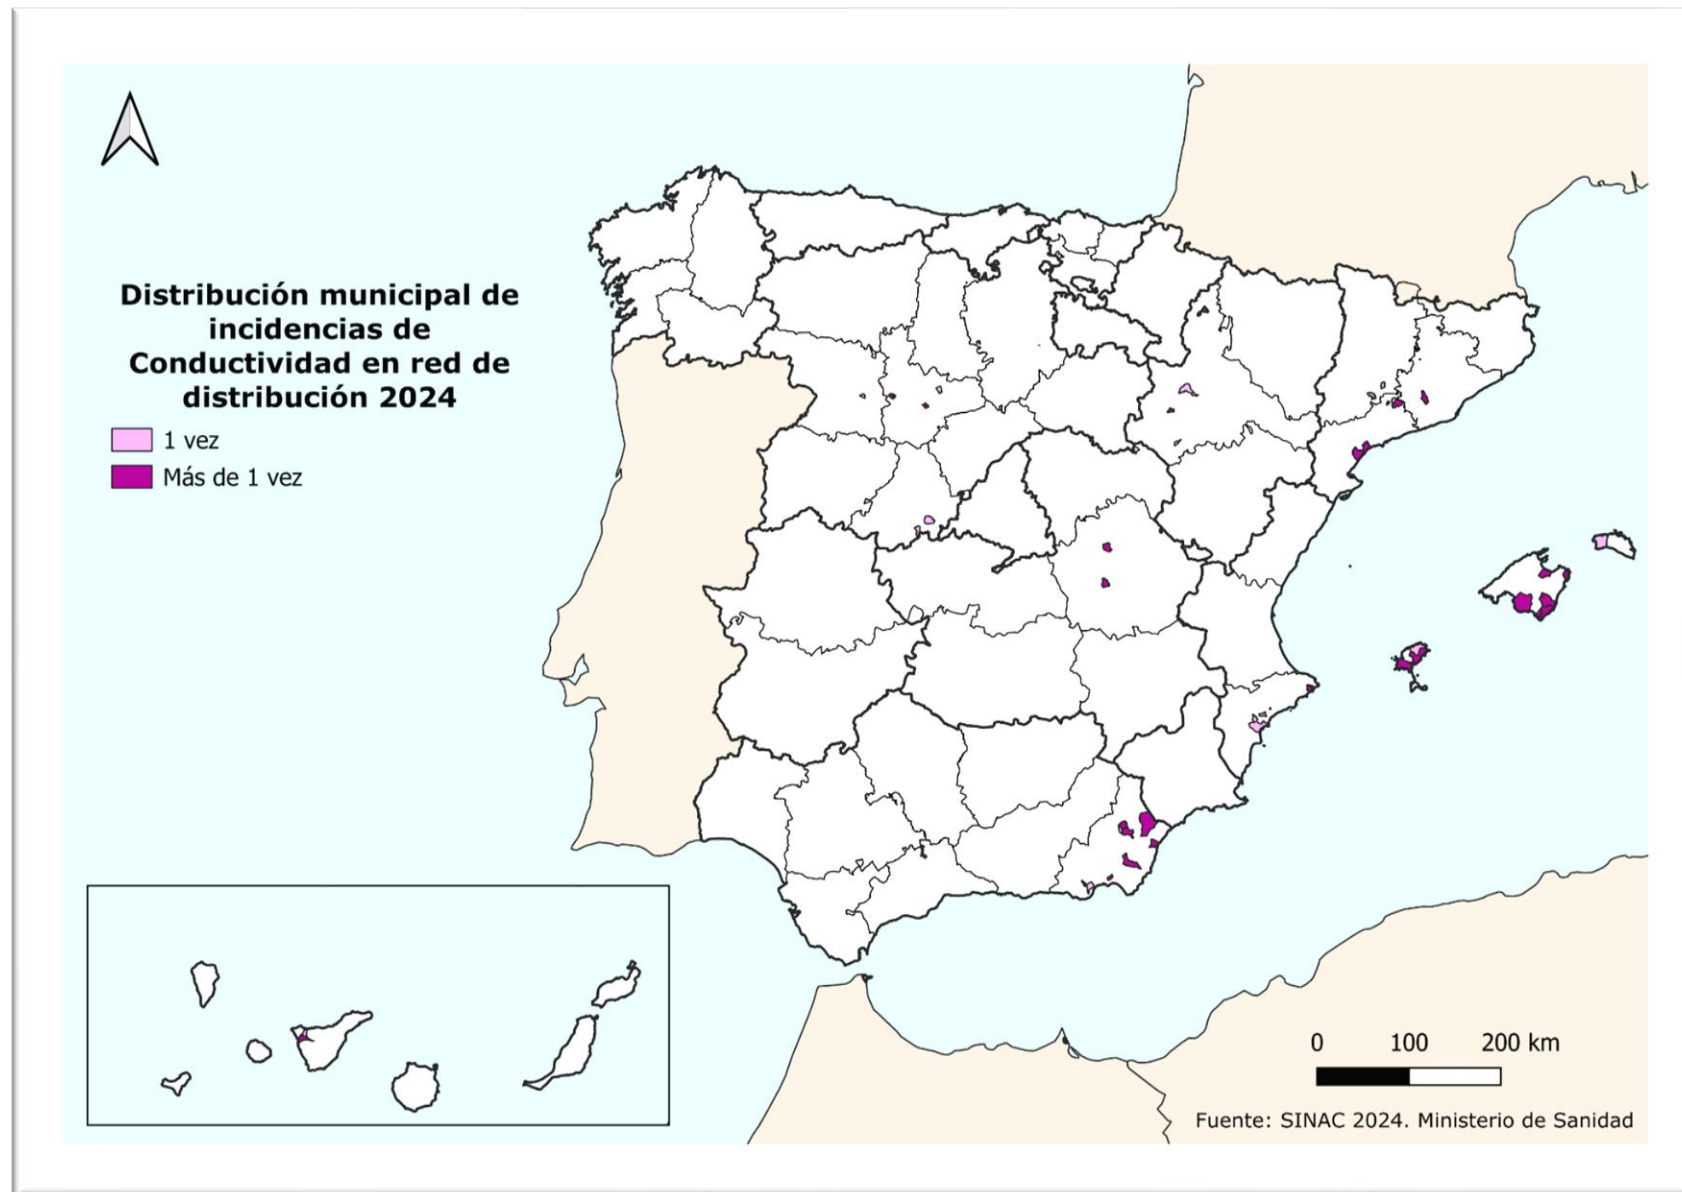 Distribución municipal de
incidencias de
Conductividad en red de
distribución 2024
1 vez
Más de 1 vez
0 100 200 km
Fuente: SINAC 2024. Ministerio de Sanidad